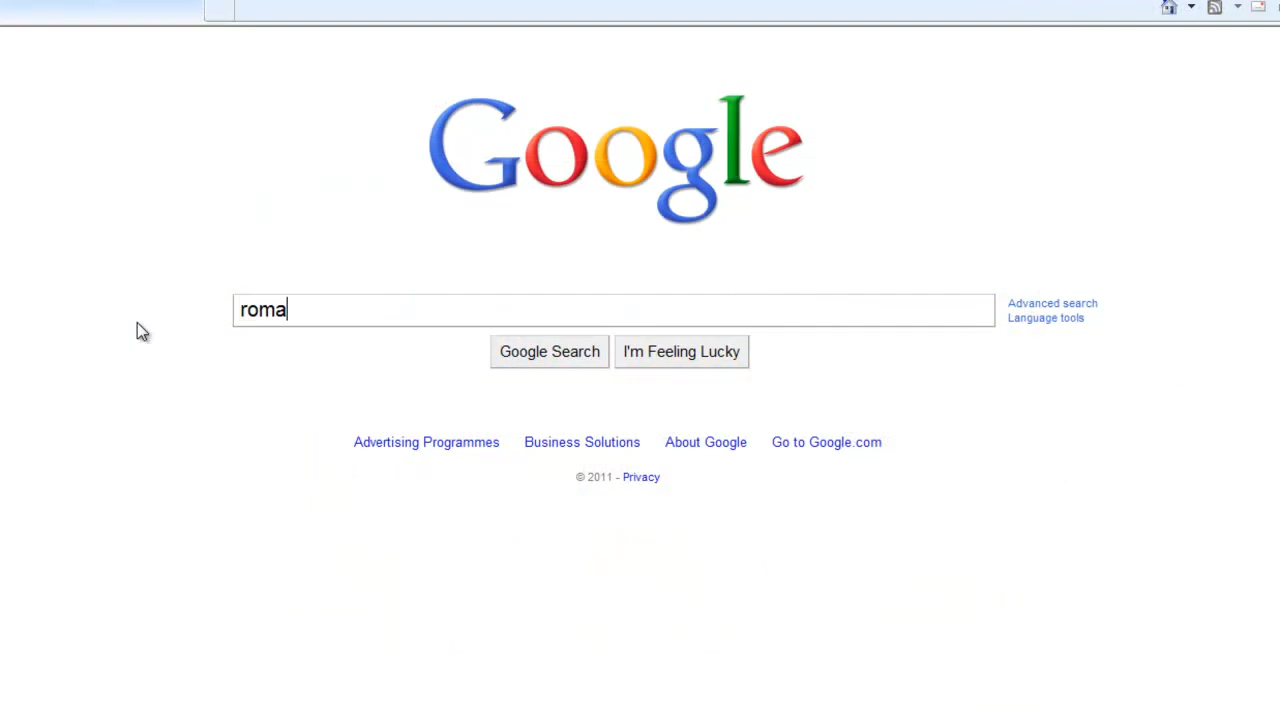 Google
roma
Advanced search
Language tools
Google Search I'm Feeling Lucky
Advertising Programmes Business Solutions About Google Go to Google.com
© 2011 - Privacy